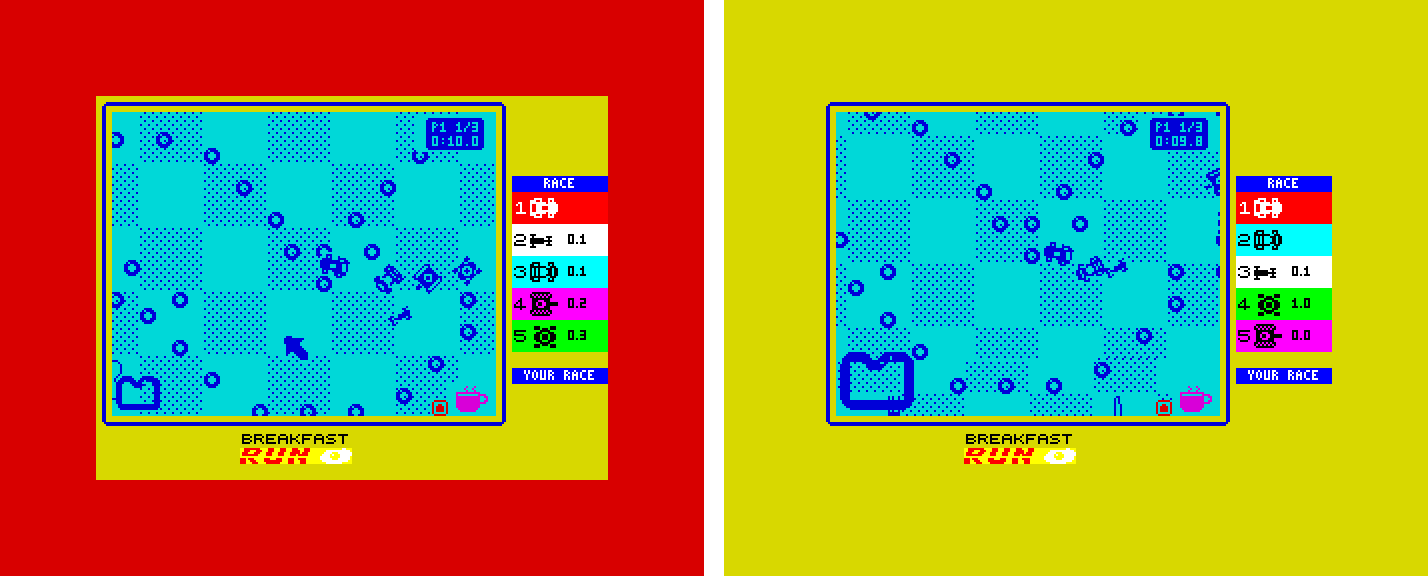 P1 1/3
0:10.0
RACE
1
2 0.1
3 0.1
4 0.2
5 0.3
YOUR RACE
BREAKFAST
RUN
P1 1/3
0:09.8
RACE
1
2
3 0.1
4 1.0
5 0.0
YOUR RACE
BREAKFAST
RUN